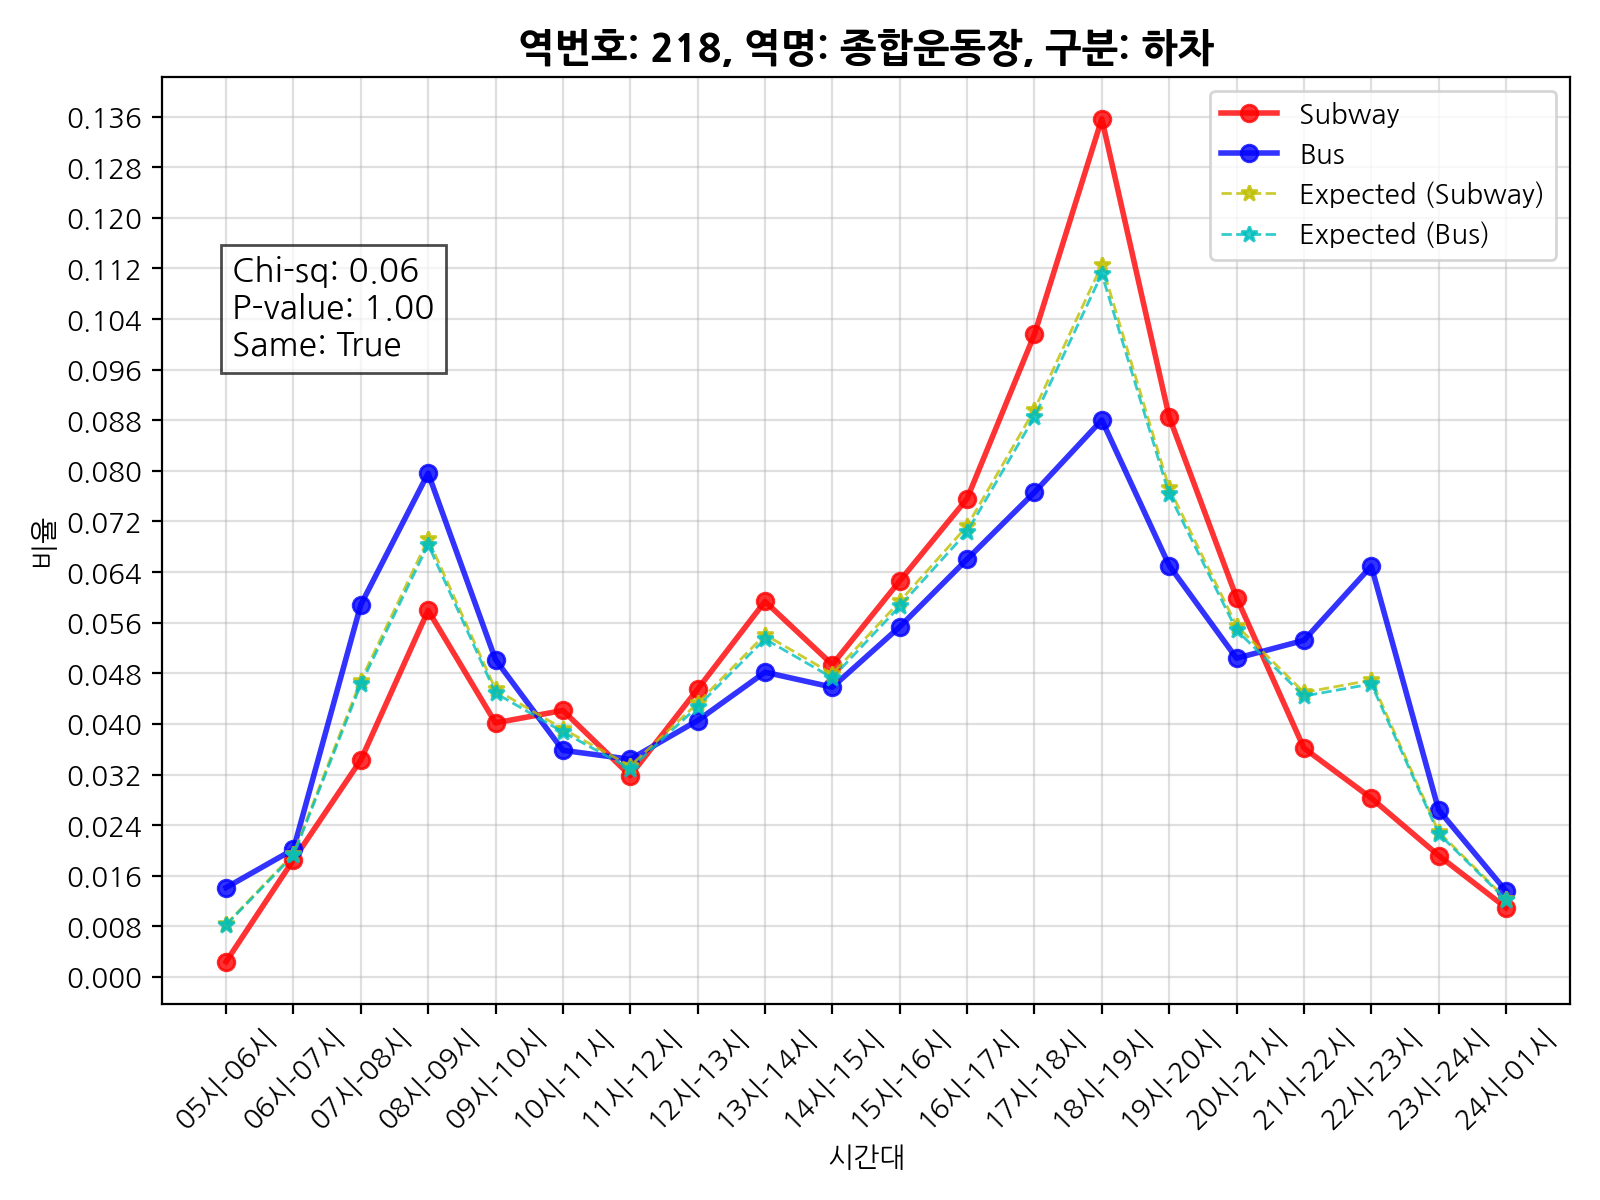 역번호: 218, 역명: 종합운동장, 구분: 하차
Subway
Bus
Expected (Subway)
Expected (Bus)
Chi-sq: 0.06
P-value: 1.00
Same: True
비율
0.136
0.128
0.120
0.112
0.104
0.096
0.088
0.080
0.072
0.064
0.056
0.048
0.040
0.032
0.024
0.016
0.008
0.000
05시-06시
06시-07시
07시-08시
08시-09시
09시-10시
10시-11시
11시-12시
12시-13시
13시-14시
14시-15시
15시-16시
16시-17시
17시-18시
18시-19시
19시-20시
20시-21시
21시-22시
22시-23시
23시-24시
24시-01시
시간대